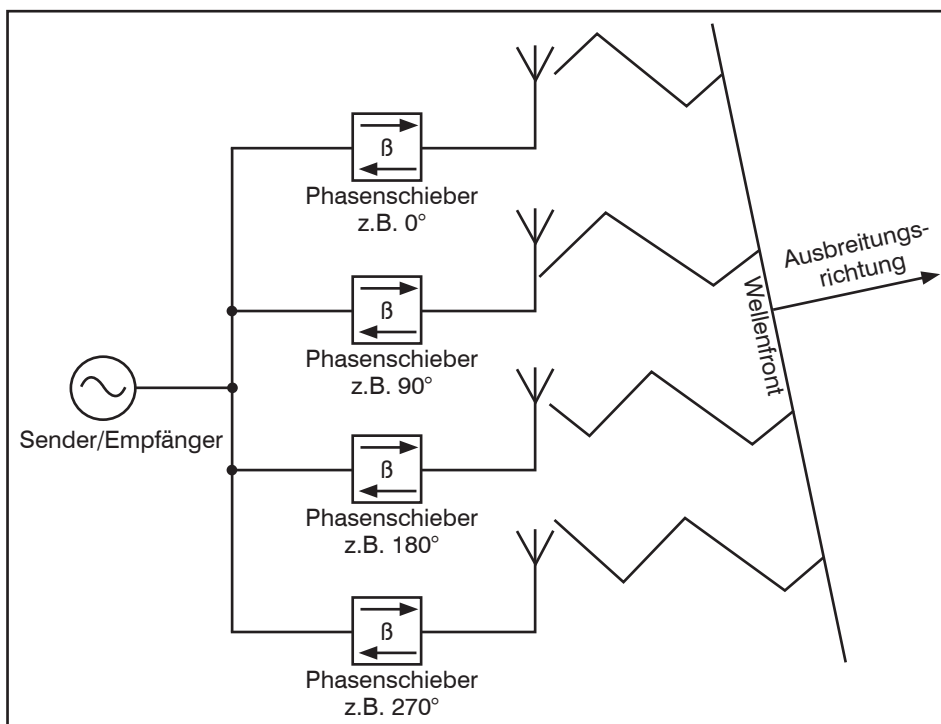 ß
Phasenschieber
z.B. 0°
Ausbreitungs-
richtung
ß
Wellenfront
Phasenschieber
z.B. 90°
Sender/Empfänger
ß
Phasenschieber
z.B. 180°
ß
Phasenschieber
z.B. 270°